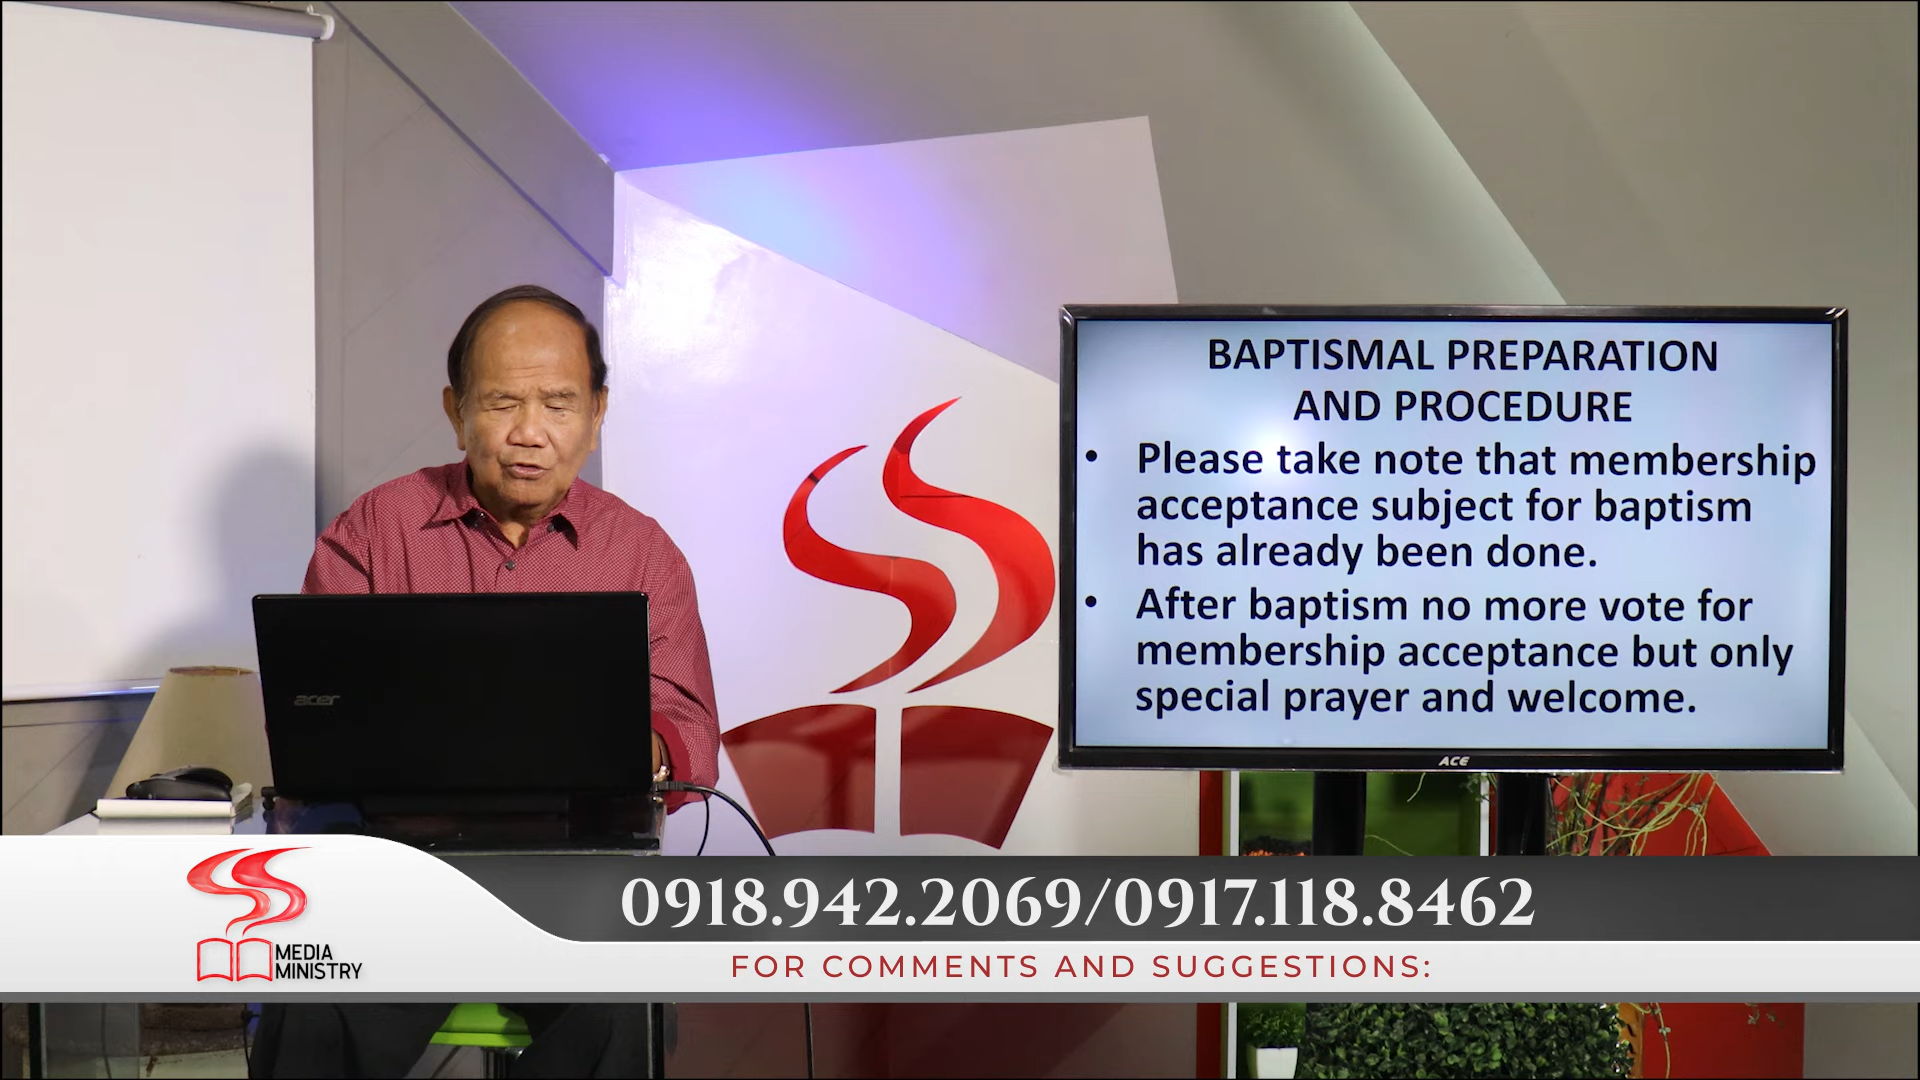 BAPTISMAL PREPARATION
AND PROCEDURE
• Please take note that membership
acceptance subject for baptism
has already been done.
• After baptism no more vote for
membership acceptance but only
special prayer and welcome.
ACE
acer
0918.942.2069/0917.118.8462
MEDIA
MINISTRY
FOR COMMENTS AND SUGGESTIONS: